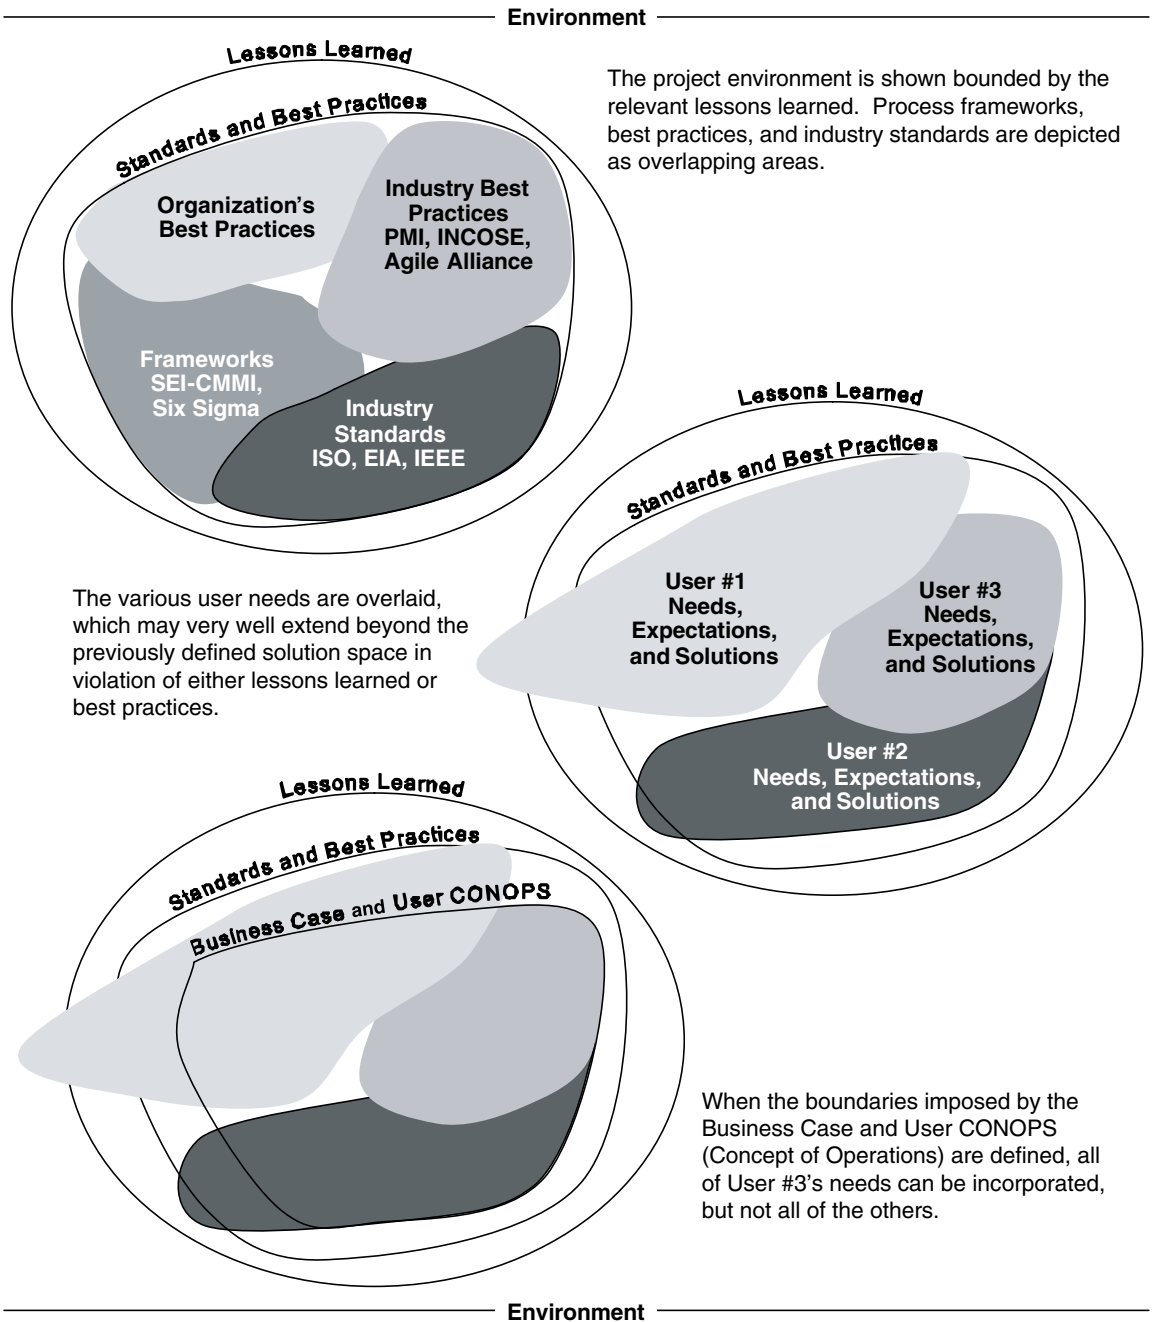 Environment
Lessons Learned
Standards and Best Practices
Organization's
Best Practices
Industry Best
Practices
PMI, INCOSE,
Agile Alliance
Frameworks
SEI-CMMI,
Six Sigma
Industry
Standards
ISO, EIA, IEEE
The project environment is shown bounded by the
relevant lessons learned.  Process frameworks,
best practices, and industry standards are depicted
as overlapping areas.
Lessons Learned
Standards and Best Practices
User #1
Needs,
Expectations,
and Solutions
User #3
Needs,
Expectations,
and Solutions
User #2
Needs, Expectations,
and Solutions
The various user needs are overlaid,
which may very well extend beyond the
previously defined solution space in
violation of either lessons learned or
best practices.
Lessons Learned
Standards and Best Practices
Business Case and User CONOPS
When the boundaries imposed by the
Business Case and User CONOPS
(Concept of Operations) are defined, all
of User #3's needs can be incorporated,
but not all of the others.
Environment